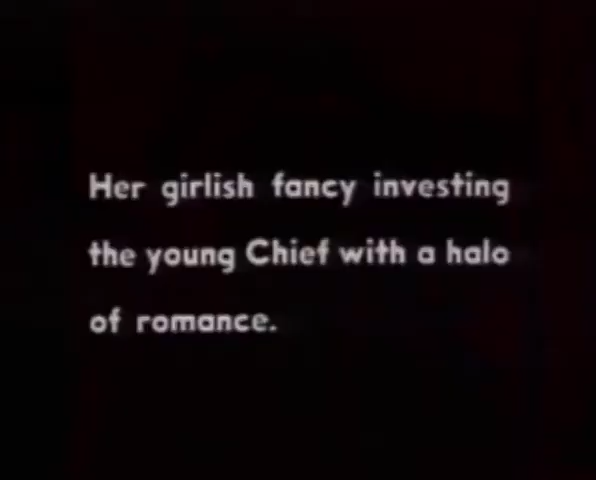 Her girlish fancy investing
the young Chief with a halo
of romance.